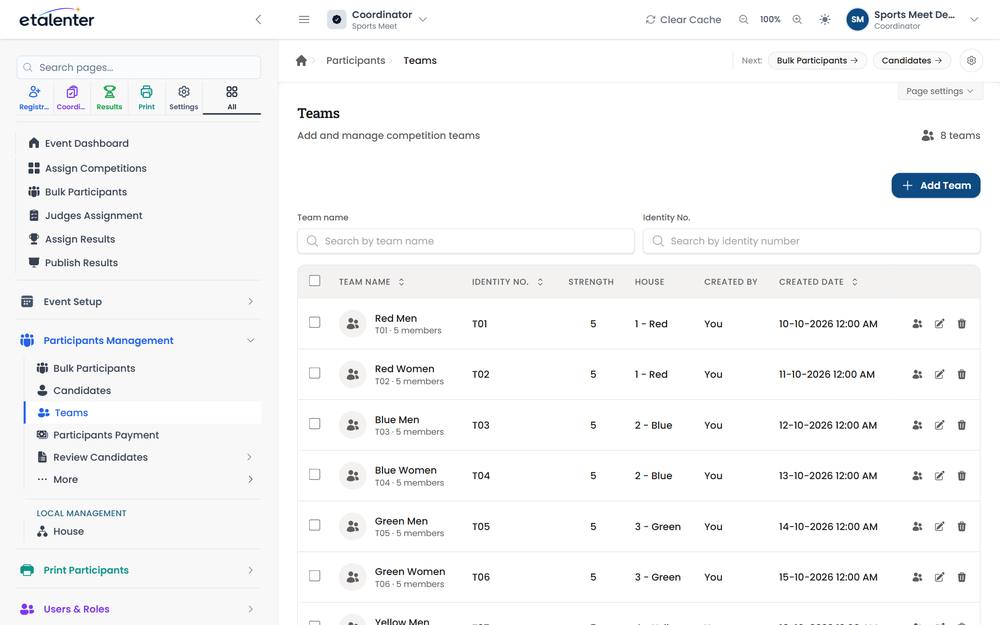 etalenter
Coordinator
Sports Meet
Clear Cache
100%
SM
Sports Meet De...
Coordinator
Search pages...
Registr...
Coordi...
Results
Print
Settings
All
Event Dashboard
Assign Competitions
Bulk Participants
Judges Assignment
Assign Results
Publish Results
Event Setup
Participants Management
Bulk Participants
Candidates
Teams
Participants Payment
Review Candidates
More
LOCAL MANAGEMENT
House
Print Participants
Users & Roles
Participants
Teams
Next:
Bulk Participants →
Candidates →
Page settings
Teams
Add and manage competition teams
8 teams
Add Team
Team name
Identity No.
Search by team name
Search by identity number
TEAM NAME IDENTITY NO. STRENGTH HOUSE CREATED BY CREATED DATE
Red Men
T01 · 5 members
T01 5 1 - Red You 10-10-2026 12:00 AM
Red Women
T02 · 5 members
T02 5 1 - Red You 11-10-2026 12:00 AM
Blue Men
T03 · 5 members
T03 5 2 - Blue You 12-10-2026 12:00 AM
Blue Women
T04 · 5 members
T04 5 2 - Blue You 13-10-2026 12:00 AM
Green Men
T05 · 5 members
T05 5 3 - Green You 14-10-2026 12:00 AM
Green Women
T06 · 5 members
T06 5 3 - Green You 15-10-2026 12:00 AM
Yellow Men